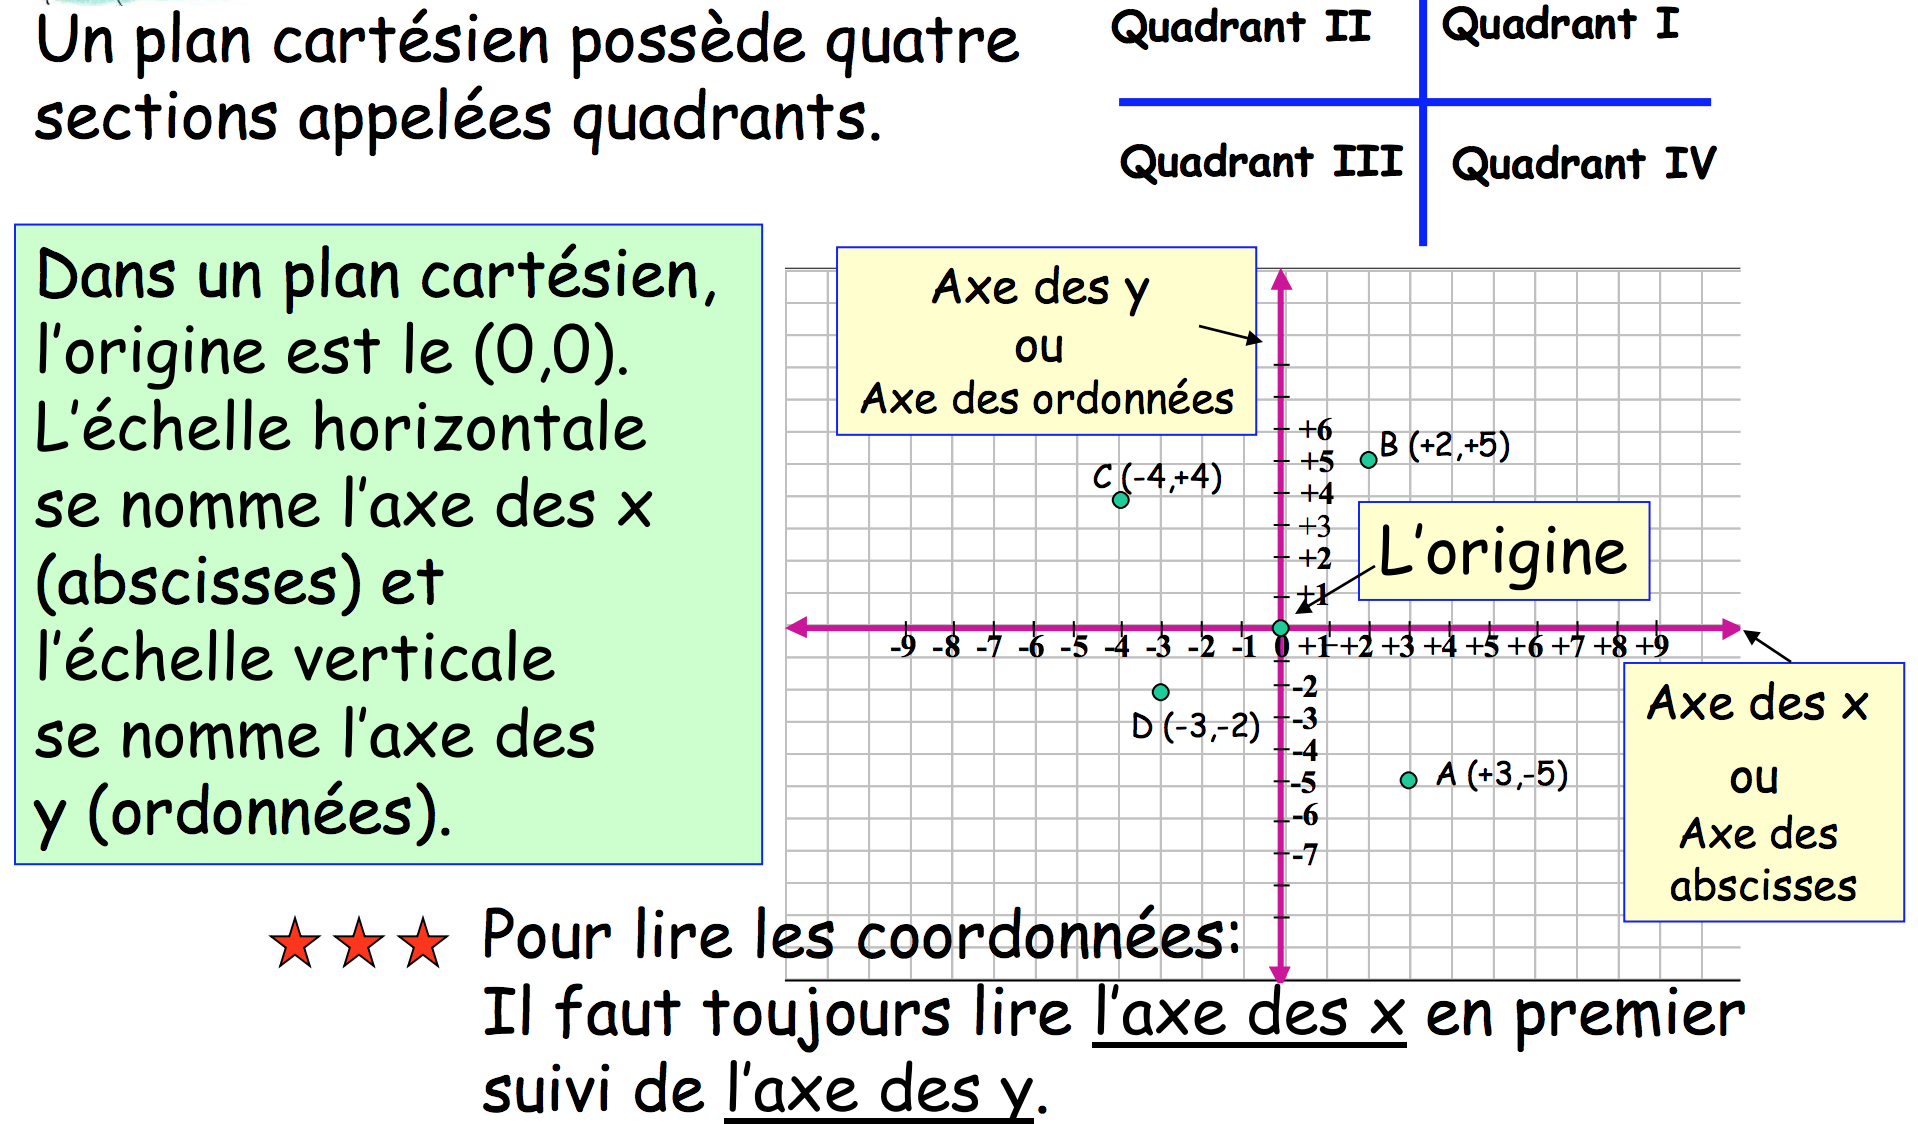 Un plan cartésien possède quatre
sections appelées quadrants.
Quadrant II
Quadrant I
Quadrant III
Quadrant IV
Dans un plan cartésien,
l'origine est le (0,0).
L'échelle horizontale
se nomme l'axe des x
(abscisses) et
l'échelle verticale
se nomme l'axe des
y (ordonnées).
Axe des y
ou
Axe des ordonnées
+6
B (+2,+5)
+5
C (-4,+4)
+4
+3
L'origine
+2
+1
-9 -8 -7 -6 -5 -4 -3 -2 -1 0 +1 +2 +3 +4 +5 +6 +7 +8 +9
-2
-3
D (-3,-2)
-4
-5
A (+3,-5)
-6
-7
Axe des x
ou
Axe des
abscisses
Pour lire les coordonnées:
Il faut toujours lire l'axe des x en premier
suivi de l'axe des y.